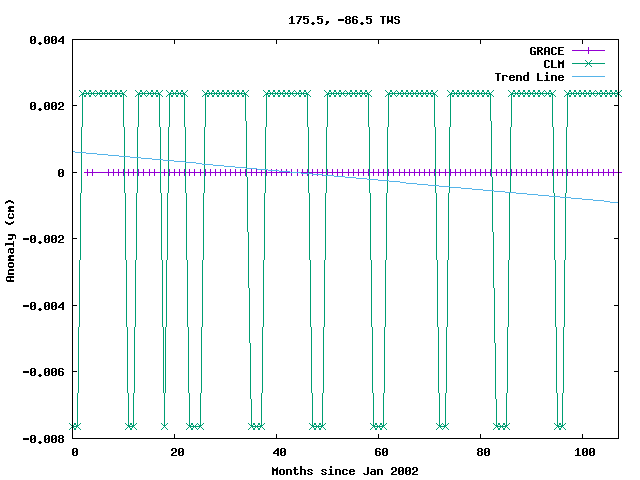 175.5, -86.5 TWS
GRACE
CLM
Trend Line
0.004
0.002
0
-0.002
-0.004
-0.006
-0.008
Anomaly (cm)
0 20 40 60 80 100
Months since Jan 2002